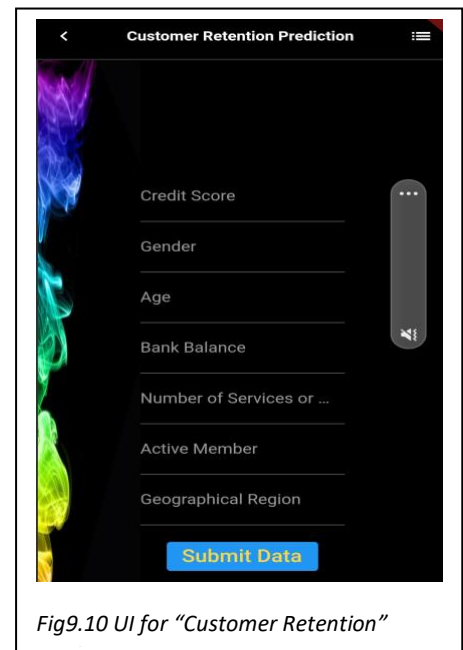 Customer Retention Prediction
Credit Score
Gender
Age
Bank Balance
Number of Services or ...
Active Member
Geographical Region
Submit Data
Fig9.10 UI for “Customer Retention”